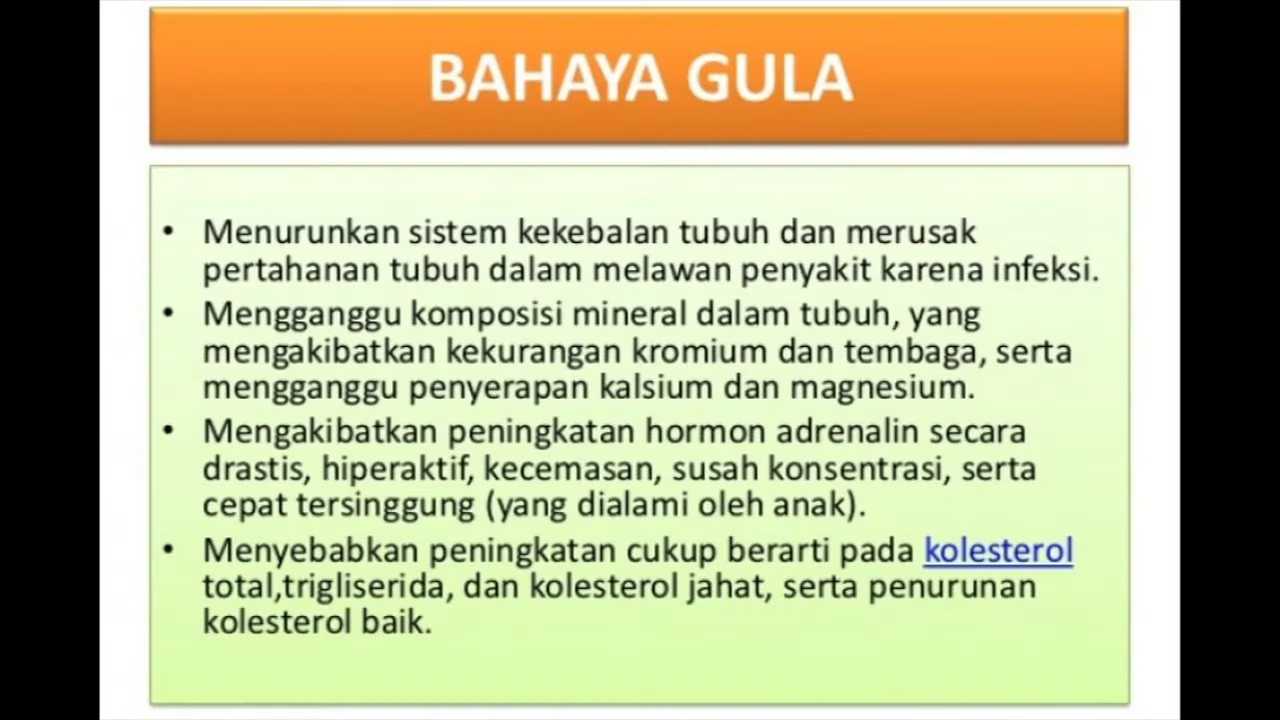 BAHAYA GULA
• Menurunkan sistem kekebalan tubuh dan merusak
pertahanan tubuh dalam melawan penyakit karena infeksi.
• Mengganggu komposisi mineral dalam tubuh, yang
mengakibatkan kekurangan kromium dan tembaga, serta
mengganggu penyerapan kalsium dan magnesium.
• Mengakibatkan peningkatan hormon adrenalin secara
drastis, hiperaktif, kecemasan, susah konsentrasi, serta
cepat tersinggung (yang dialami oleh anak).
• Menyebabkan peningkatan cukup berarti pada kolesterol
total,trigliserida, dan kolesterol jahat, serta penurunan
kolesterol baik.